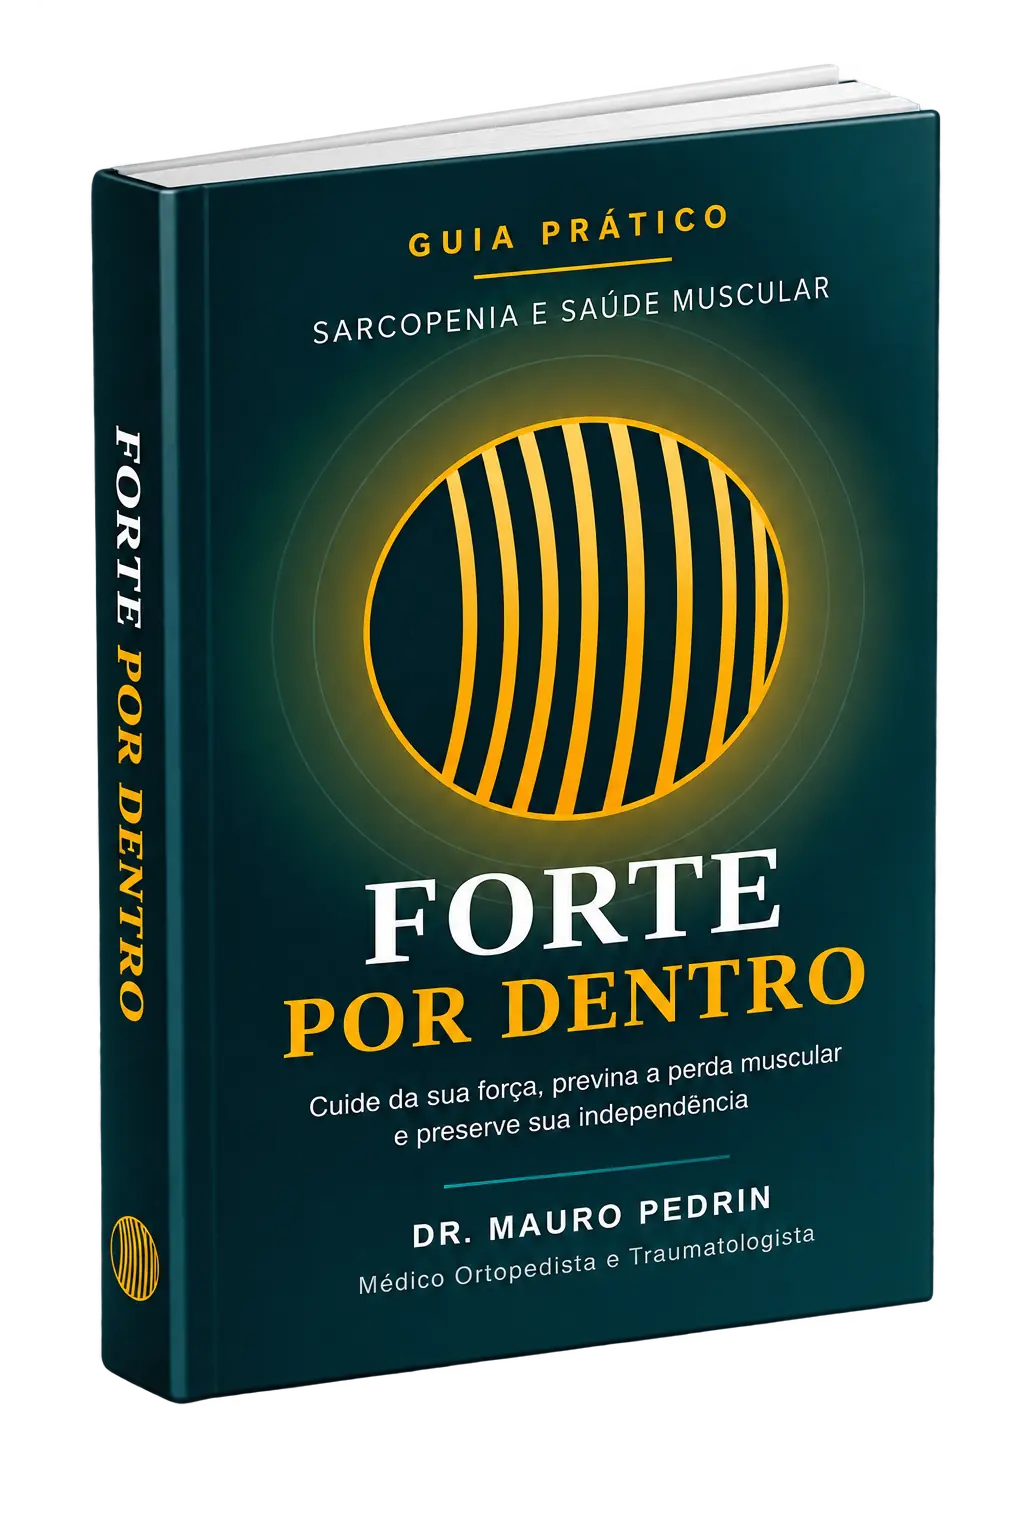 GUIA PRÁTICO
SARCOPENIA E SAÚDE MUSCULAR
FORTE
POR DENTRO
Cuide da sua força, previna a perda muscular
e preserve sua independência
DR. MAURO PEDRIN
Médico Ortopedista e Traumatologista
FORTE POR DENTRO